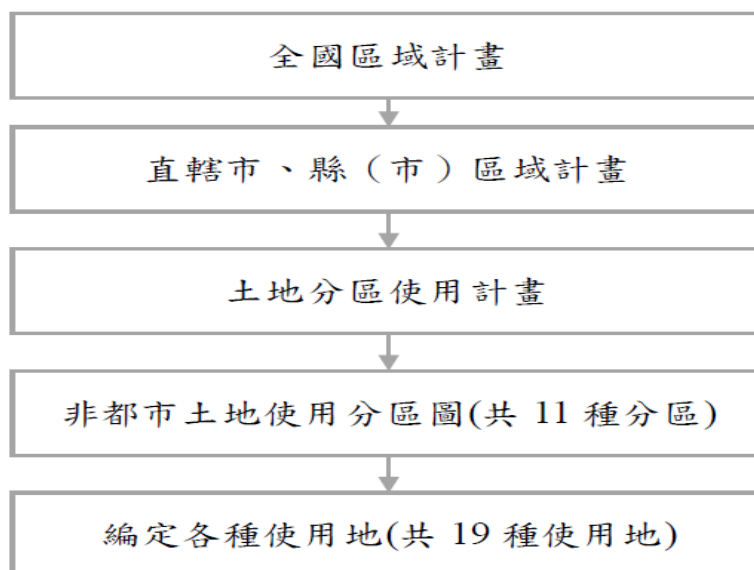 全國區域計畫
直轄市、縣（市）區域計畫
土地分區使用計畫
非都市土地使用分區圖(共 11 種分區)
編定各種使用地(共 19 種使用地)